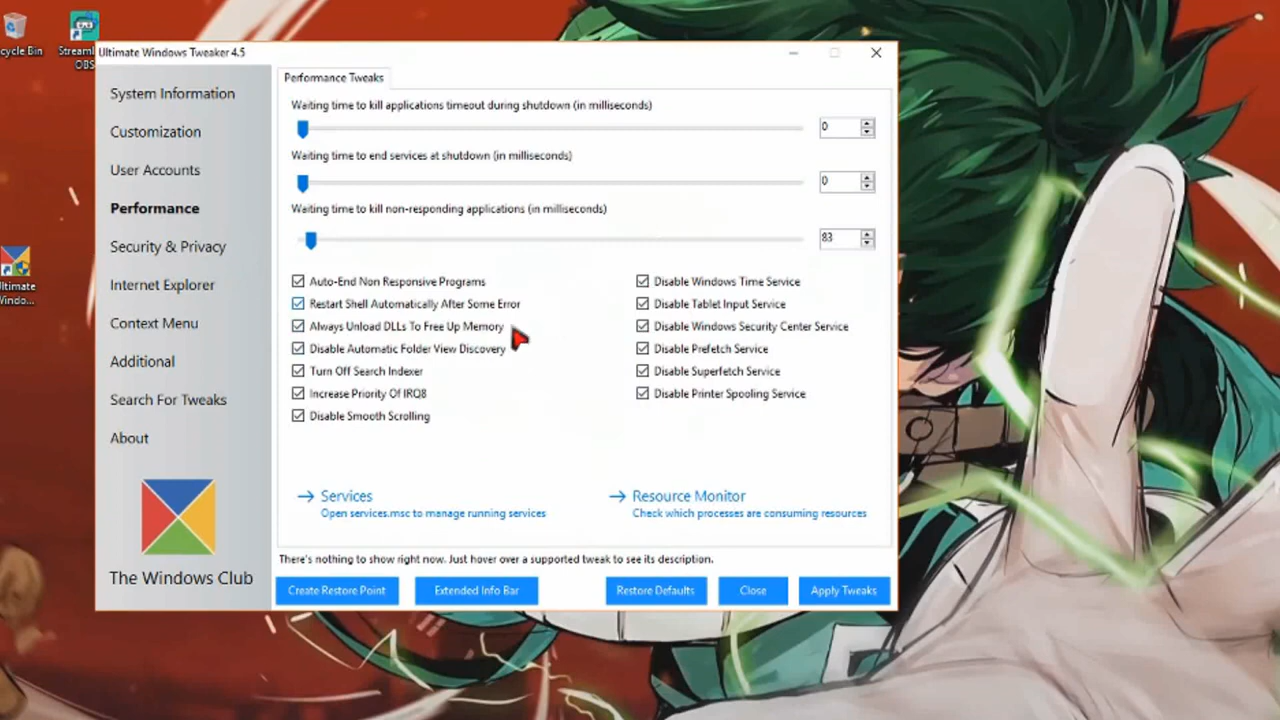 cycle Bin
Streaml
OBS
ltimate
Windo...
Ultimate Windows Tweaker 4.5
System Information
Customization
User Accounts
Performance
Security & Privacy
Internet Explorer
Context Menu
Additional
Search For Tweaks
About
The Windows Club
Performance Tweaks
Waiting time to kill applications timeout during shutdown (in milliseconds)
0
Waiting time to end services at shutdown (in milliseconds)
0
Waiting time to kill non-responding applications (in milliseconds)
83
Auto-End Non Responsive Programs
Restart Shell Automatically After Some Error
Always Unload DLLs To Free Up Memory
Disable Automatic Folder View Discovery
Turn Off Search Indexer
Increase Priority Of IRQ8
Disable Smooth Scrolling
Disable Windows Time Service
Disable Tablet Input Service
Disable Windows Security Center Service
Disable Prefetch Service
Disable Superfetch Service
Disable Printer Spooling Service
Services
Open services.msc to manage running services
Resource Monitor
Check which processes are consuming resources
There's nothing to show right now. Just hover over a supported tweak to see its description.
Create Restore Point
Extended Info Bar
Restore Defaults
Close
Apply Tweaks